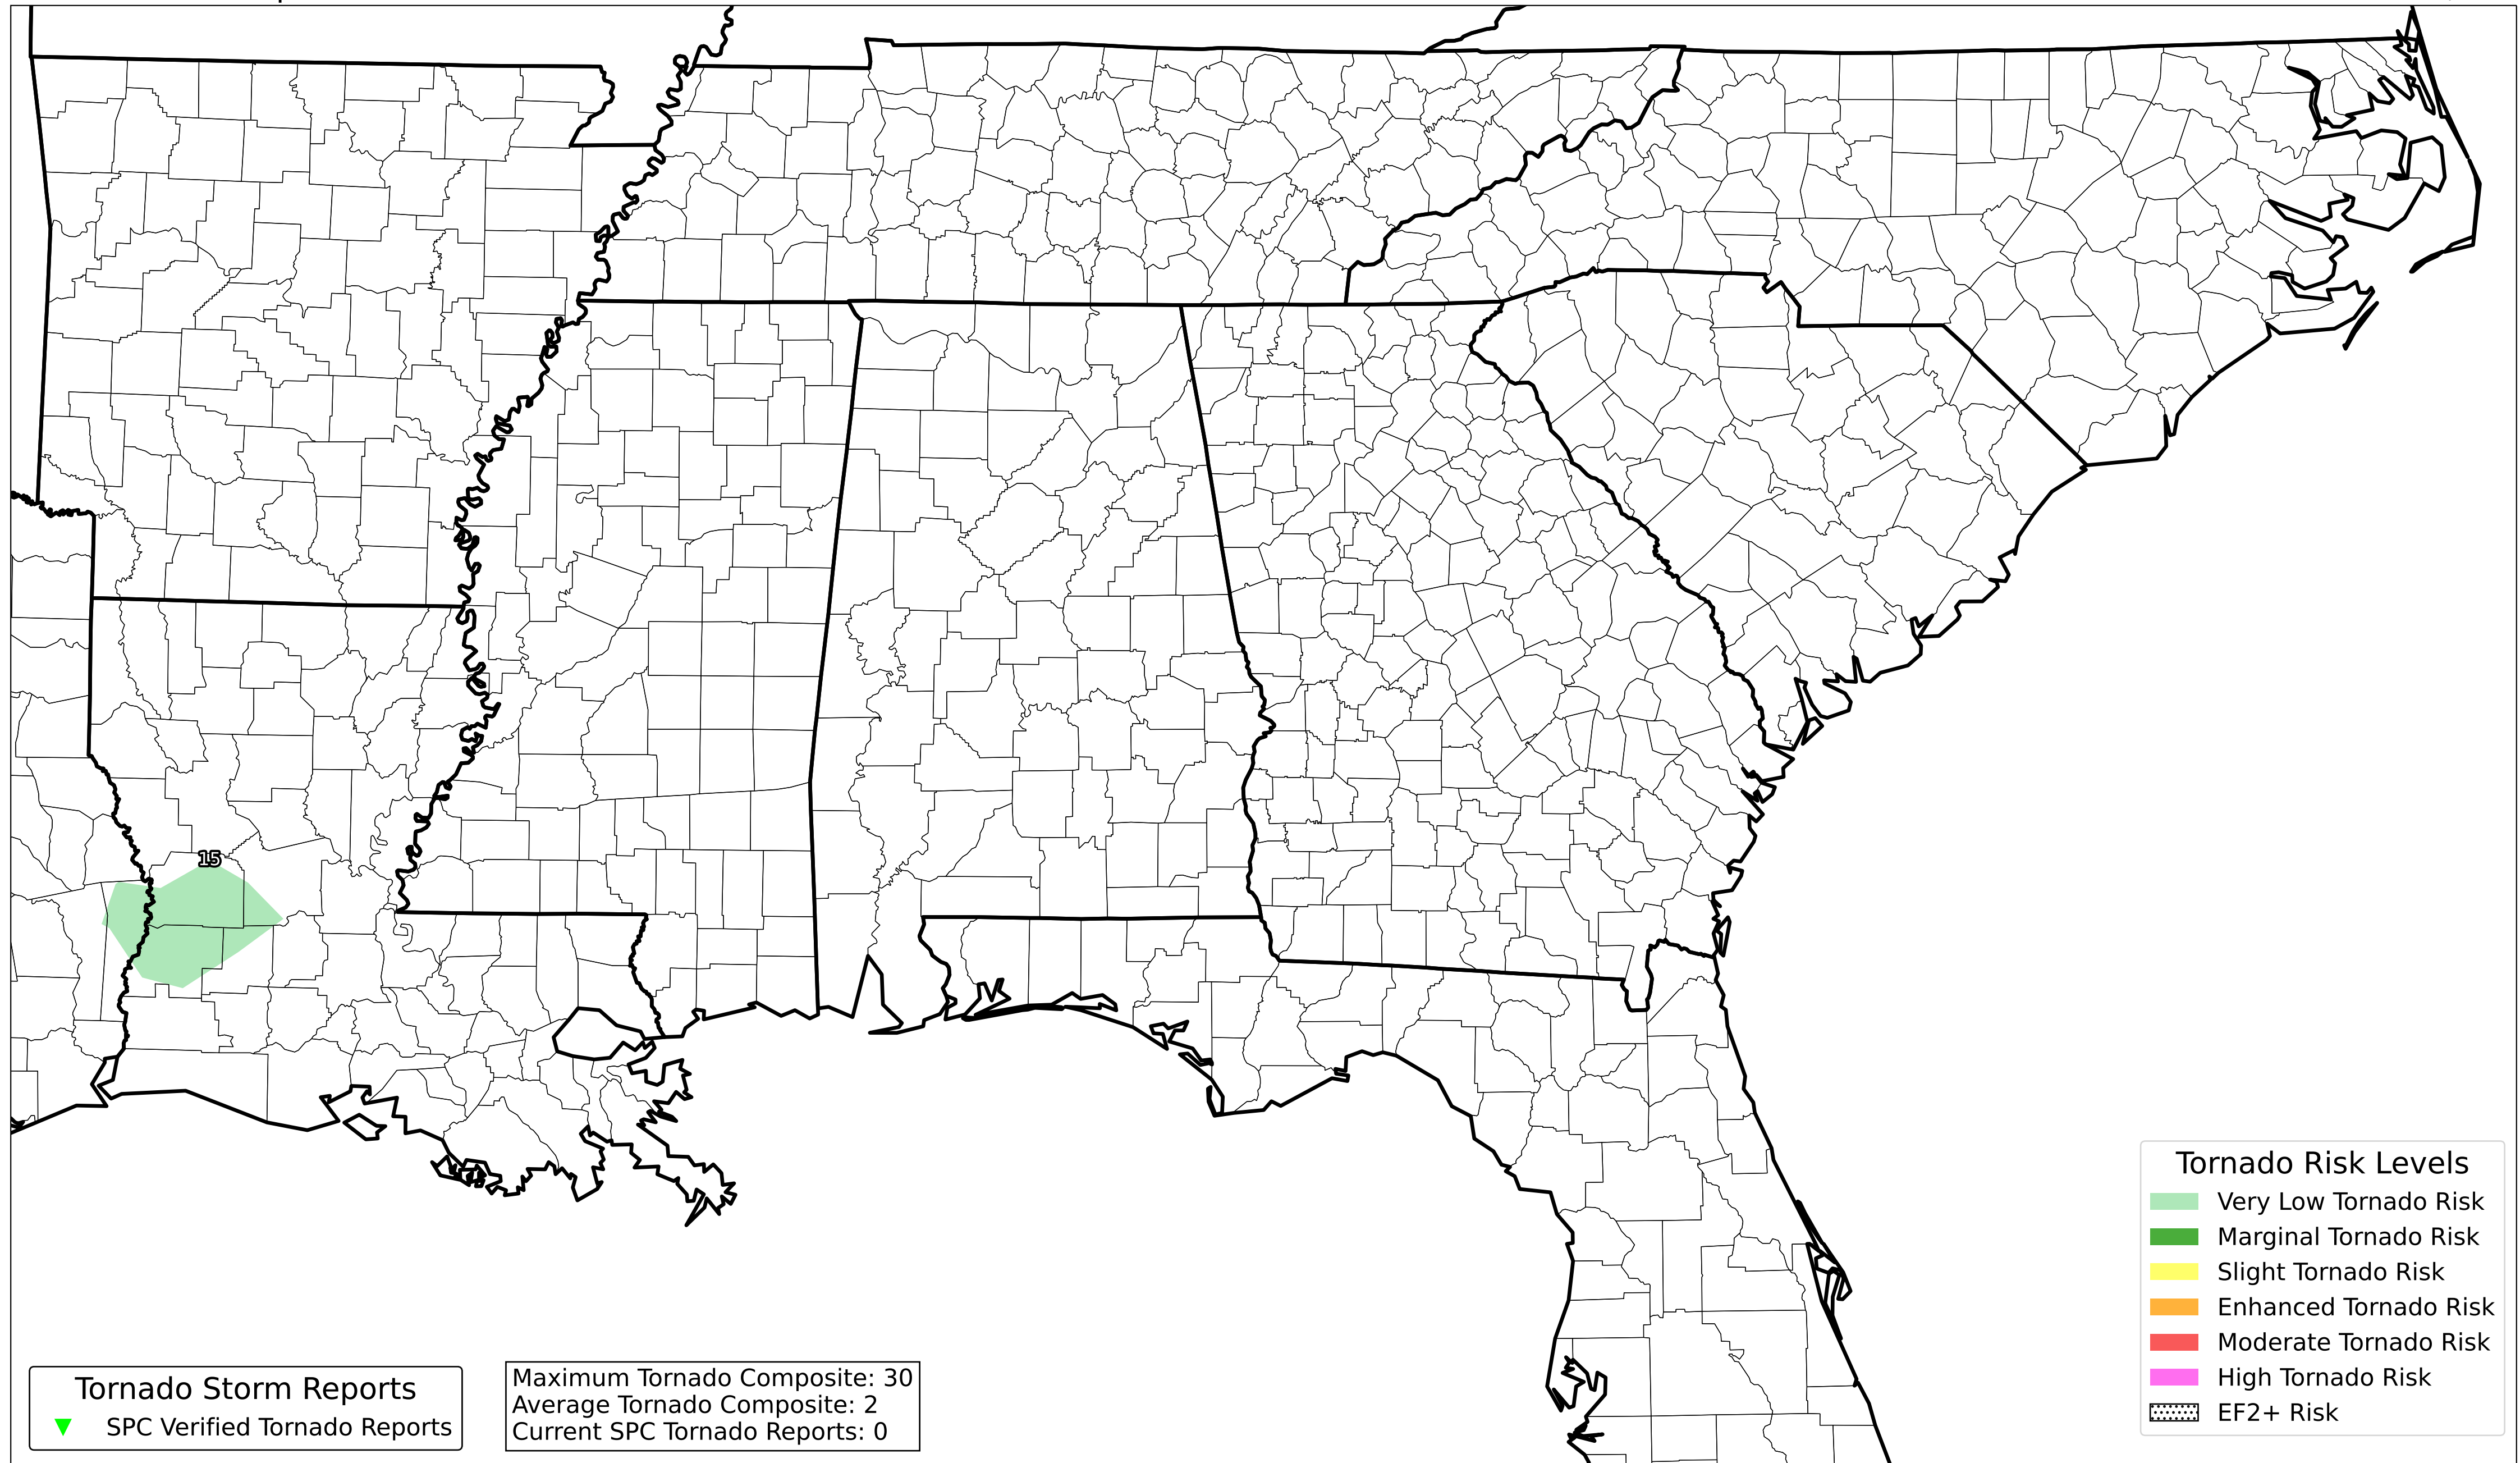 15
Tornado Risk Levels
Very Low Tornado Risk
Marginal Tornado Risk
Slight Tornado Risk
Enhanced Tornado Risk
Moderate Tornado Risk
High Tornado Risk
EF2+ Risk
Tornado Storm Reports
SPC Verified Tornado Reports
Maximum Tornado Composite: 30
Average Tornado Composite: 2
Current SPC Tornado Reports: 0